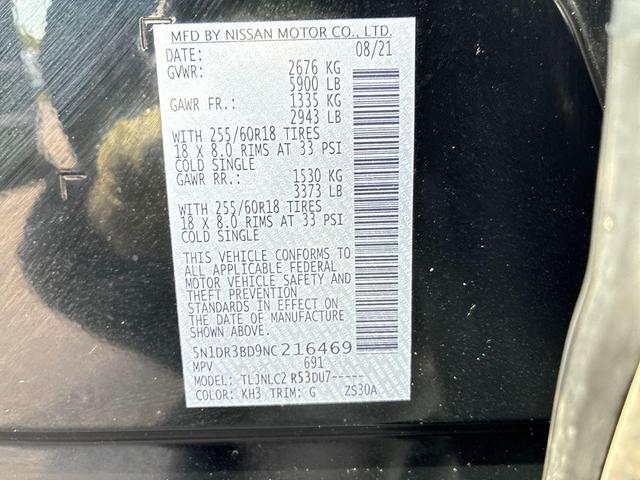 MFD BY NISSAN MOTOR CO., LTD.
DATE: 08/21
GVWR: 2676 KG
5900 LB
GAWR FR.: 1335 KG
2943 LB
WITH 255/60R18 TIRES
18 X 8.0 RIMS AT 33 PSI
COLD SINGLE
GAWR RR.: 1530 KG
3373 LB
WITH 255/60R18 TIRES
18 X 8.0 RIMS AT 33 PSI
COLD SINGLE
THIS VEHICLE CONFORMS TO
ALL APPLICABLE FEDERAL
MOTOR VEHICLE SAFETY AND
THEFT PREVENTION
STANDARDS IN EFFECT ON
THE DATE OF MANUFACTURE
SHOWN ABOVE.
5N1DR3BD9NC216469
MPV 691
MODEL: TLJNLC2 R53DU7-----
COLOR: KH3 TRIM: G ZS30A